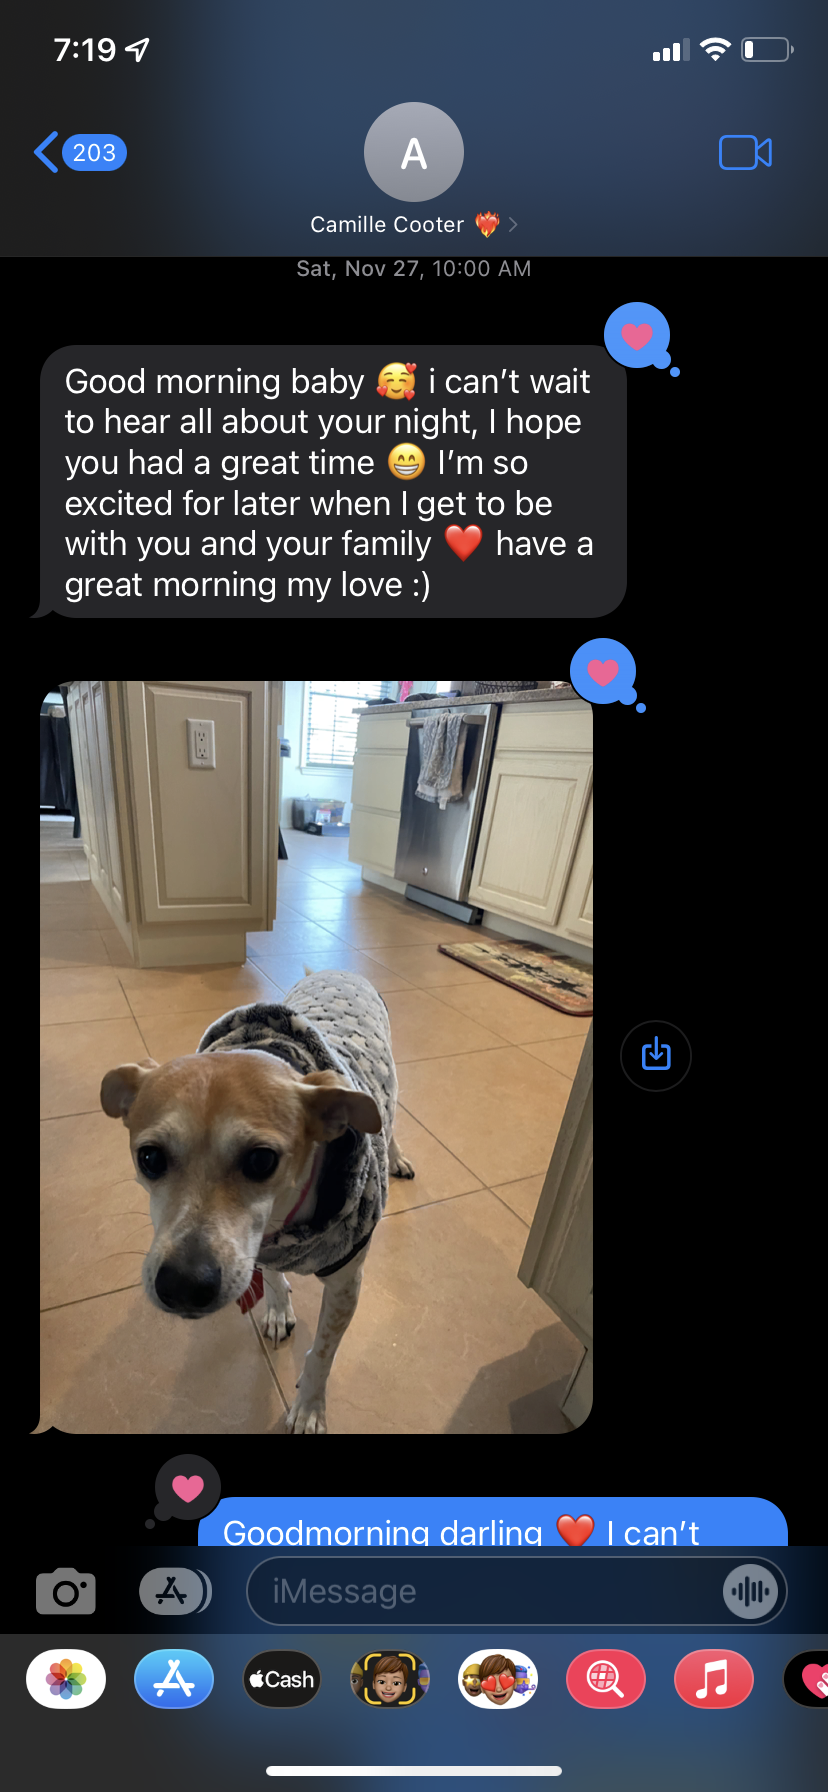 7:19
203
A
Camille Cooter ❤️‍🔥
Sat, Nov 27, 10:00 AM
Good morning baby 🥰 i can’t wait
to hear all about your night, I hope
you had a great time 😁 I’m so
excited for later when I get to be
with you and your family ❤️ have a
great morning my love :)
Goodmorning darling ❤️ I can’t
iMessage
Cash